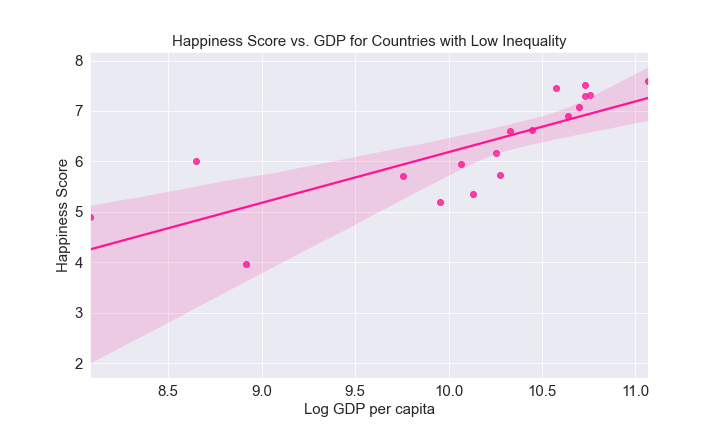 Happiness Score vs. GDP for Countries with Low Inequality
8
7
6
5
4
3
2
Happiness Score
8.5 9.0 9.5 10.0 10.5 11.0
Log GDP per capita